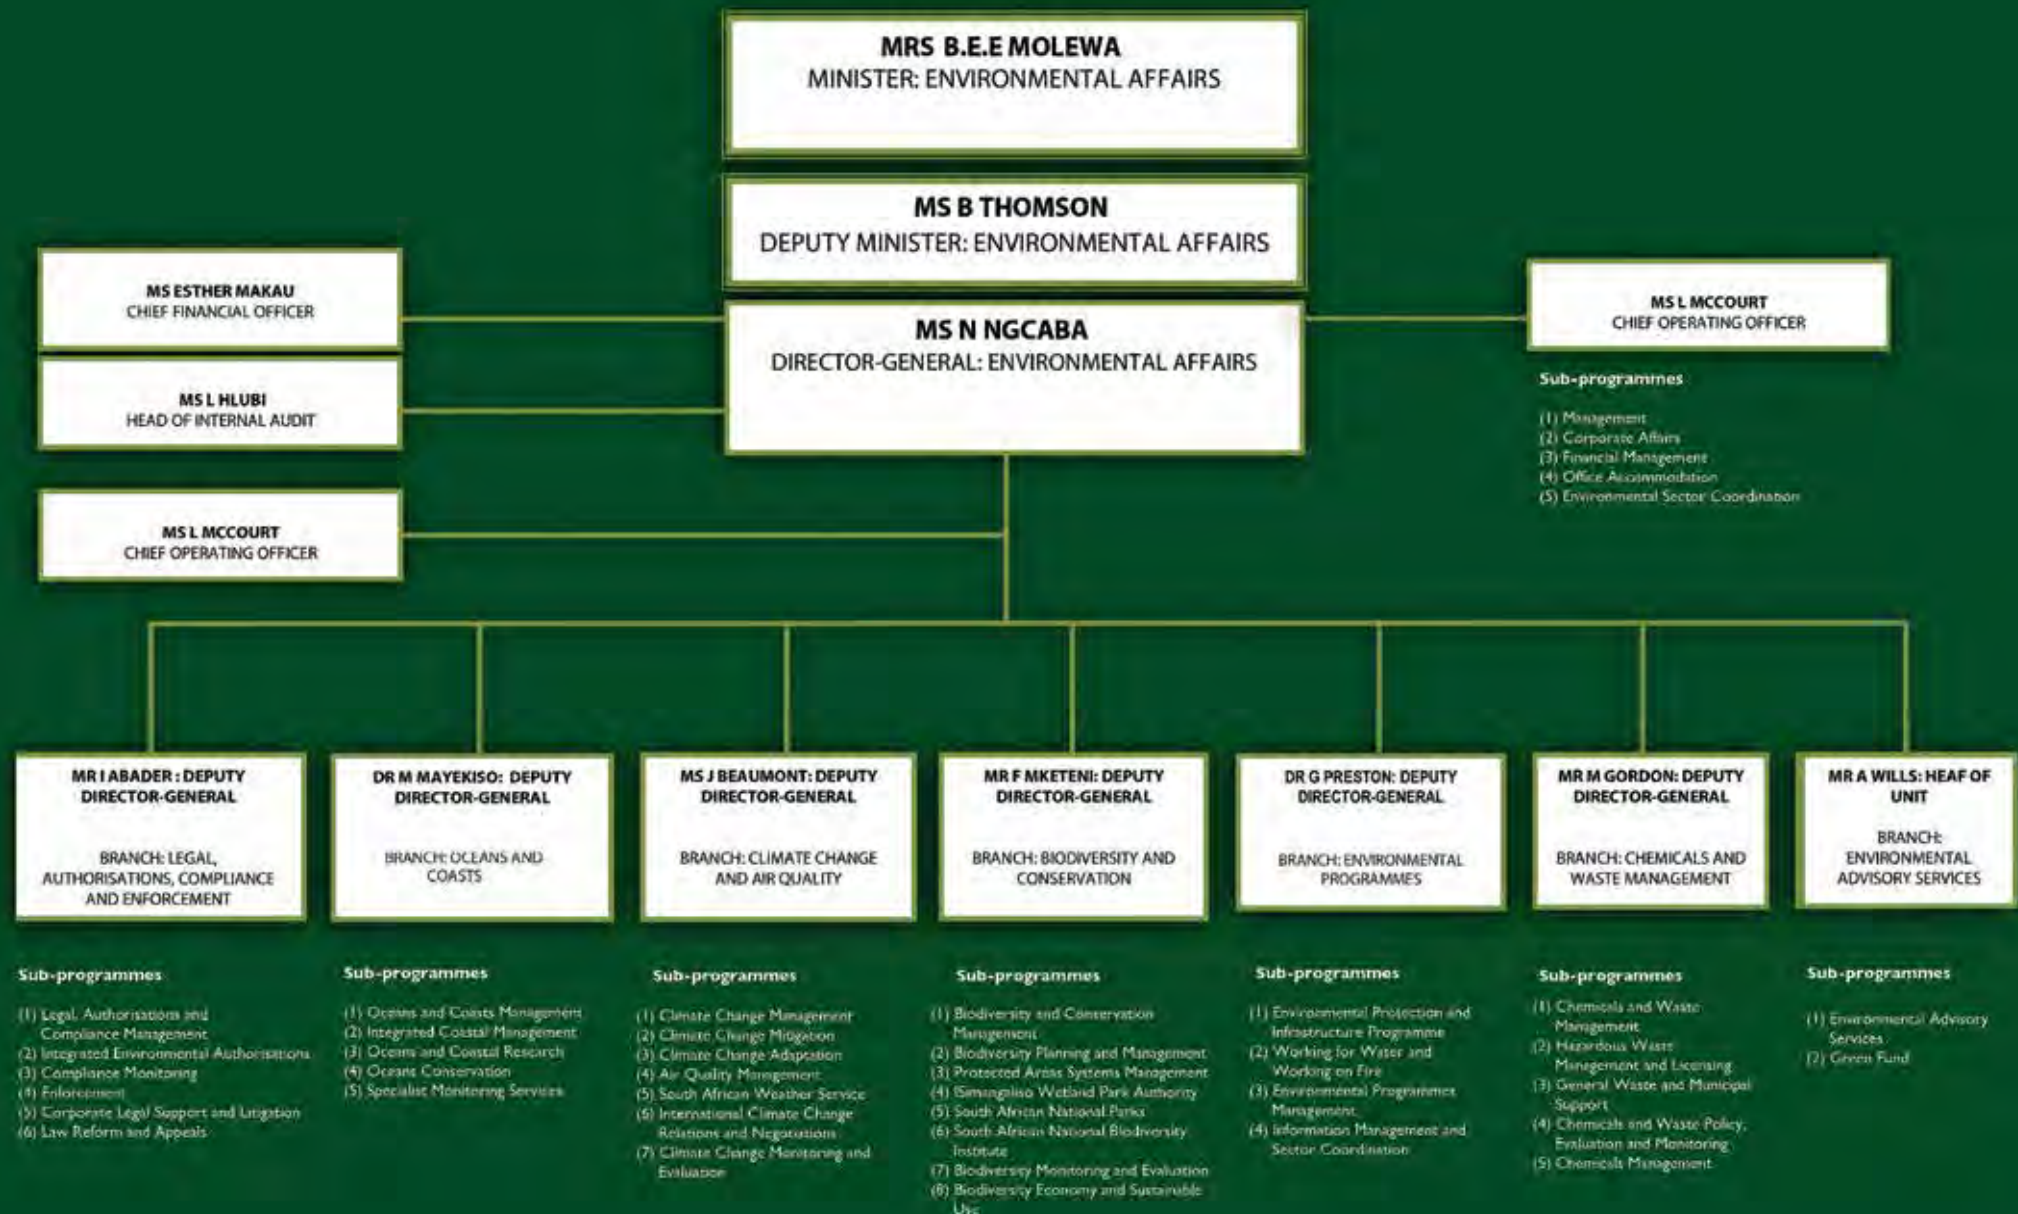 MRS B.E.E MOLEWA
MINISTER: ENVIRONMENTAL AFFAIRS
MS B THOMSON
DEPUTY MINISTER: ENVIRONMENTAL AFFAIRS
MS N NGCABA
DIRECTOR-GENERAL: ENVIRONMENTAL AFFAIRS
MS ESTHER MAKAU
CHIEF FINANCIAL OFFICER
MS L HLUBI
HEAD OF INTERNAL AUDIT
MS L MCCOURT
CHIEF OPERATING OFFICER
MS L MCCOURT
CHIEF OPERATING OFFICER
Sub-programmes
(1) Management
(2) Corporate Affairs
(3) Financial Management
(4) Office Accommodation
(5) Environmental Sector Coordination
MR I ABADER : DEPUTY
DIRECTOR-GENERAL
BRANCH: LEGAL,
AUTHORISATIONS, COMPLIANCE
AND ENFORCEMENT
Sub-programmes
(1) Legal, Authorisations and
Compliance Management
(2) Integrated Environmental Authorisations
(3) Compliance Monitoring
(4) Enforcement
(5) Corporate Legal Support and Litigation
(6) Law Reform and Appeals
DR M MAYEKISO: DEPUTY
DIRECTOR-GENERAL
BRANCH: OCEANS AND
COASTS
Sub-programmes
(1) Oceans and Coasts Management
(2) Integrated Coastal Management
(3) Oceans and Coastal Research
(4) Oceans Conservation
(5) Specialist Monitoring Services
MS J BEAUMONT: DEPUTY
DIRECTOR-GENERAL
BRANCH: CLIMATE CHANGE
AND AIR QUALITY
Sub-programmes
(1) Climate Change Management
(2) Climate Change Mitigation
(3) Climate Change Adaptation
(4) Air Quality Management
(5) South African Weather Service
(6) International Climate Change
Relations and Negotiations
(7) Climate Change Monitoring and
Evaluation
MR F MKETENI: DEPUTY
DIRECTOR-GENERAL
BRANCH: BIODIVERSITY AND
CONSERVATION
Sub-programmes
(1) Biodiversity and Conservation
Management
(2) Biodiversity Planning and Management
(3) Protected Areas Systems Management
(4) iSimangaliso Wetland Park Authority
(5) South African National Parks
(6) South African National Biodiversity
Institute
(7) Biodiversity Monitoring and Evaluation
(8) Biodiversity Economy and Sustainable
Use
DR G PRESTON: DEPUTY
DIRECTOR-GENERAL
BRANCH: ENVIRONMENTAL
PROGRAMMES
Sub-programmes
(1) Environmental Protection and
Infrastructure Programme
(2) Working for Water and
Working on Fire
(3) Environmental Programmes
Management
(4) Information Management and
Sector Coordination
MR M GORDON: DEPUTY
DIRECTOR-GENERAL
BRANCH: CHEMICALS AND
WASTE MANAGEMENT
Sub-programmes
(1) Chemicals and Waste
Management
(2) Hazardous Waste
Management and Licensing
(3) General Waste and Municipal
Support
(4) Chemicals and Waste Policy,
Evaluation and Monitoring
(5) Chemicals Management
MR A WILLS: HEAF OF
UNIT
BRANCH:
ENVIRONMENTAL
ADVISORY SERVICES
Sub-programmes
(1) Environmental Advisory
Services
(2) Green Fund